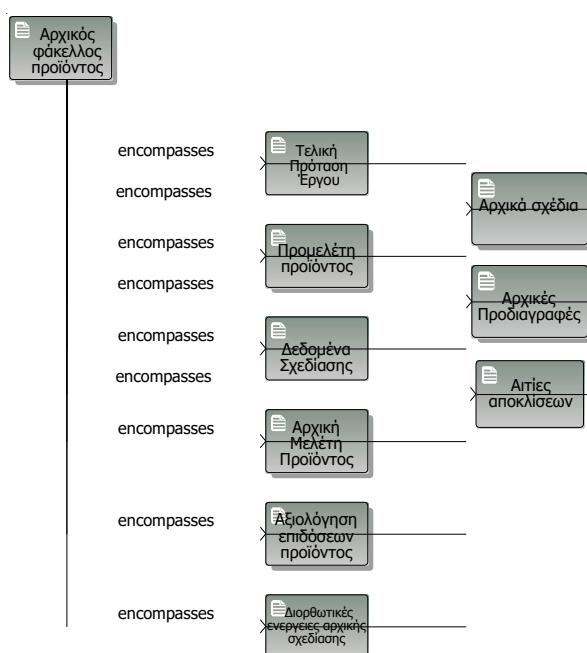 Αρχικός
φάκελλος
προϊόντος
encompasses
Τελική
Πρόταση
Έργου
encompasses
Αρχικά σχέδια
encompasses
Προμελέτη
προϊόντος
encompasses
Αρχικές
Προδιαγραφές
encompasses
Δεδομένα
Σχεδίασης
encompasses
Αιτίες
αποκλίσεων
encompasses
Αρχική
Μελέτη
Προϊόντος
encompasses
Αξιολόγηση
επιδόσεων
προϊόντος
encompasses
Διορθωτικές
ενεργειες αρχικής
σχεδίασης